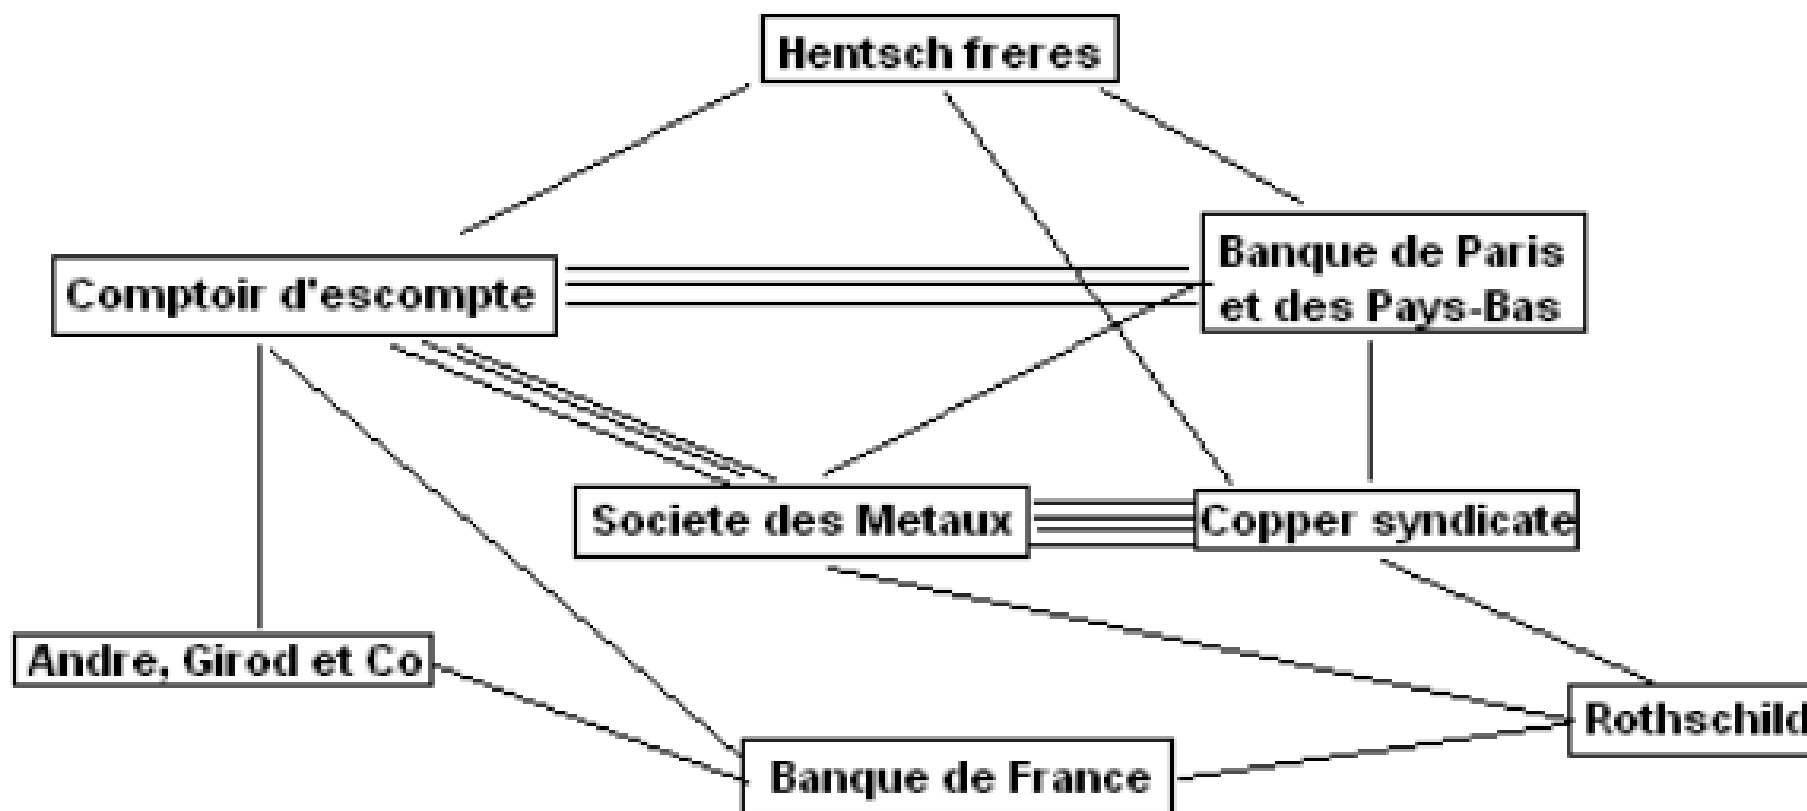 Hentsch freres
Banque de Paris
et des Pays-Bas
Comptoir d'escompte
Societe des Metaux
Copper syndicate
Andre, Girod et Co
Rothschild
Banque de France